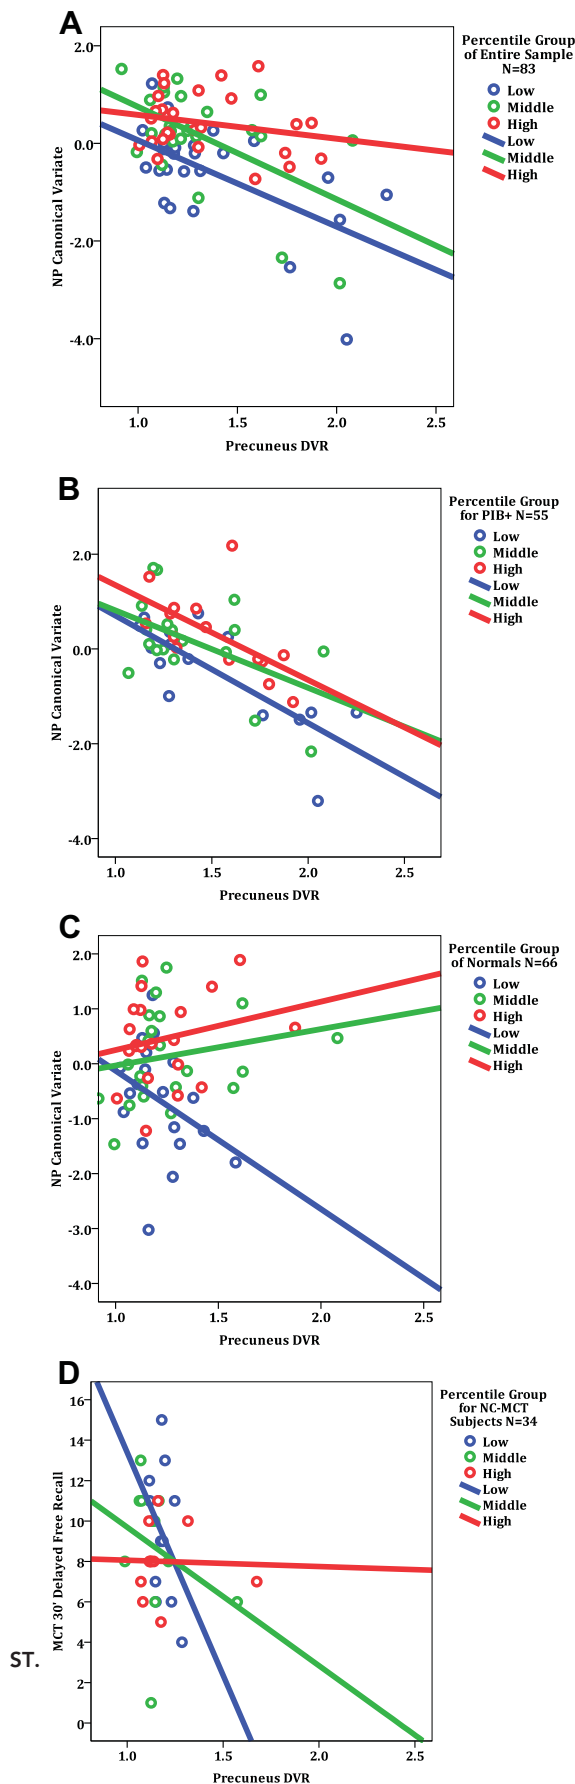 A
Percentile Group
of Entire Sample
N=83
Low
Middle
High
Low
Middle
High
NP Canonical Variate
2.0
0.0
-2.0
-4.0
1.0 1.5 2.0 2.5
Precuneus DVR
B
Percentile Group
for PIB+ N=55
Low
Middle
High
Low
Middle
High
NP Canonical Variate
2.0
0.0
-2.0
-4.0
1.0 1.5 2.0 2.5
Precuneus DVR
C
Percentile Group
of Normals N=66
Low
Middle
High
Low
Middle
High
NP Canonical Variate
2.0
1.0
0.0
-1.0
-2.0
-3.0
-4.0
1.0 1.5 2.0 2.5
Precuneus DVR
D
Percentile Group
for NC-MCT
Subjects N=34
Low
Middle
High
Low
Middle
High
MCT 30' Delayed Free Recall
16
14
12
10
8
6
4
2
0
1.0 1.5 2.0 2.5
Precuneus DVR
ST.